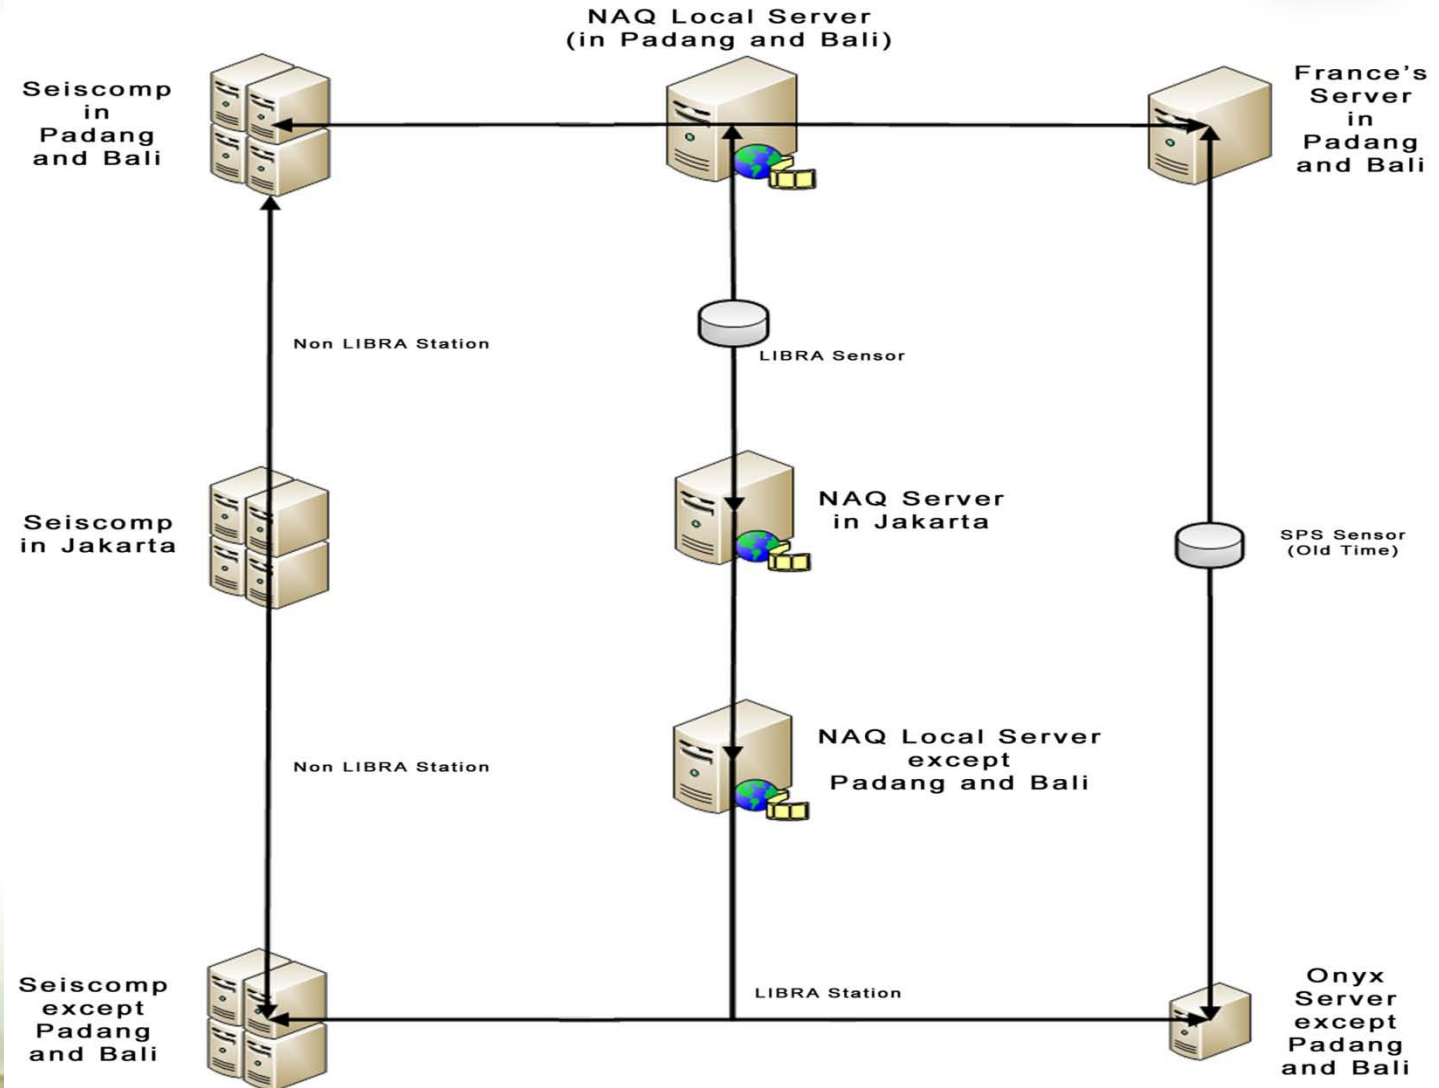 NAQ Local Server
(in Padang and Bali)
Seiscomp
in
Padang
and Bali
France's
Server
in
Padang
and Bali
Non LIBRA Station
LIBRA Sensor
Seiscomp
in Jakarta
NAQ Server
in Jakarta
SPS Sensor
(Old Time)
NAQ Local Server
except
Padang and Bali
Non LIBRA Station
Seiscomp
except
Padang
and Bali
LIBRA Station
Onyx
Server
except
Padang
and Bali